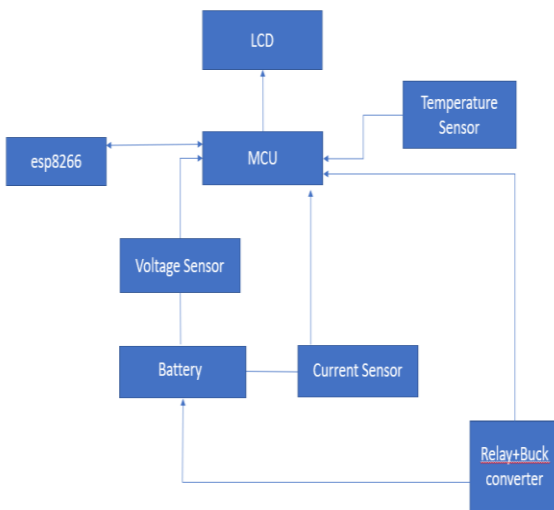 LCD
Temperature
Sensor
esp8266
MCU
Voltage Sensor
Battery
Current Sensor
Relay+Buck
converter